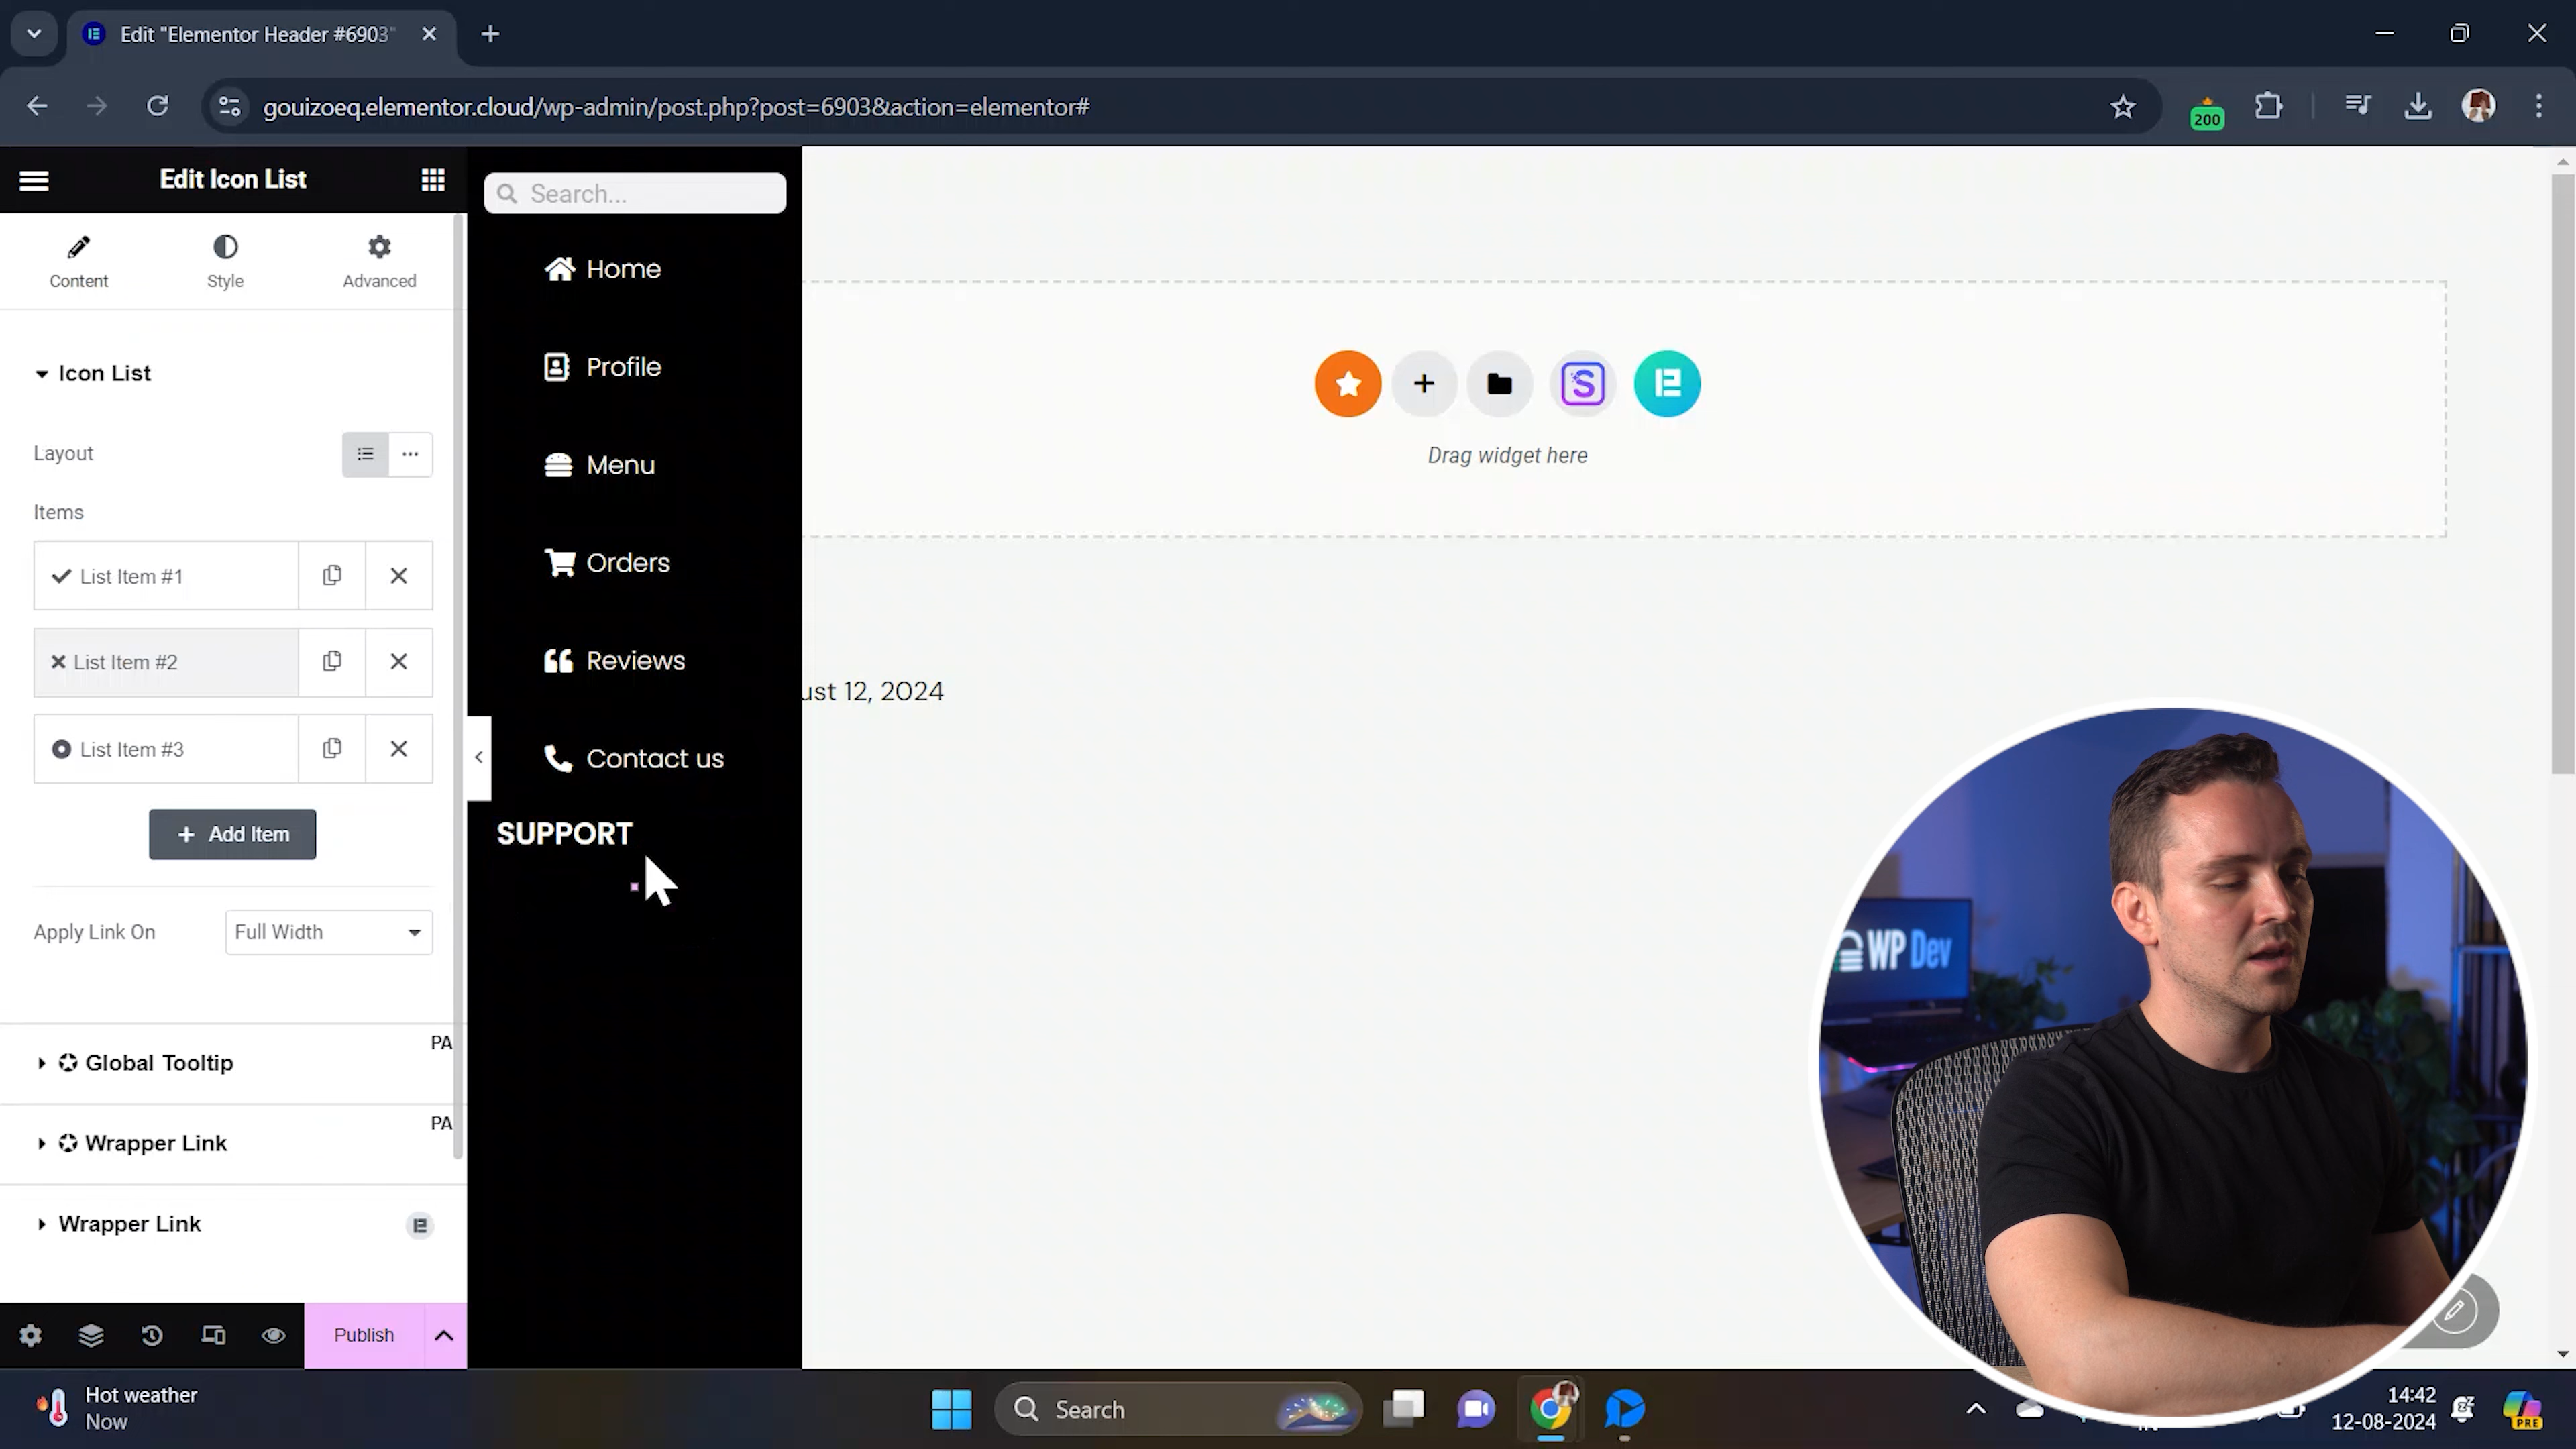 Edit "Elementor Header #6903"
gouizoeq.elementor.cloud/wp-admin/post.php?post=6903&action=elementor#
200
Edit Icon List
Content
Style
Advanced
Icon List
Layout
Items
List Item #1
List Item #2
List Item #3
Add Item
Apply Link On
Full Width
PA
Global Tooltip
PA
Wrapper Link
Wrapper Link
Publish
Search...
Home
Profile
Menu
Orders
Reviews
Contact us
SUPPORT
Drag widget here
ust 12, 2024
WP Dev
Hot weather
Now
Search
14:42
12-08-2024
PRE